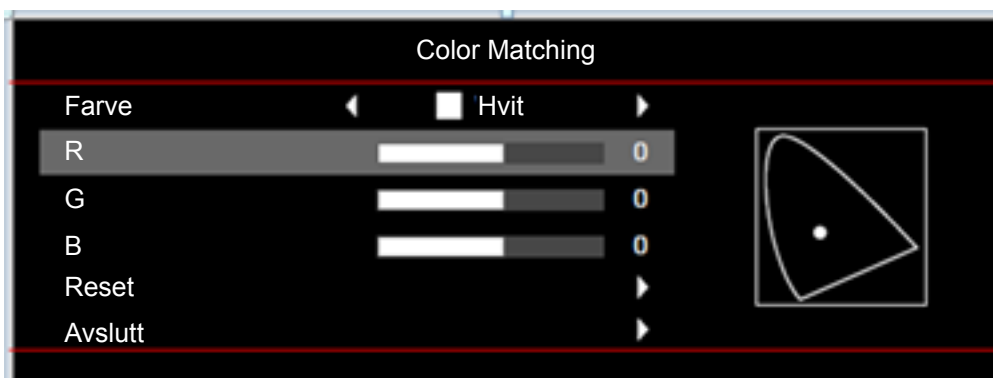 Color Matching
Farve Hvit
R 0
G 0
B 0
Reset
Avslutt